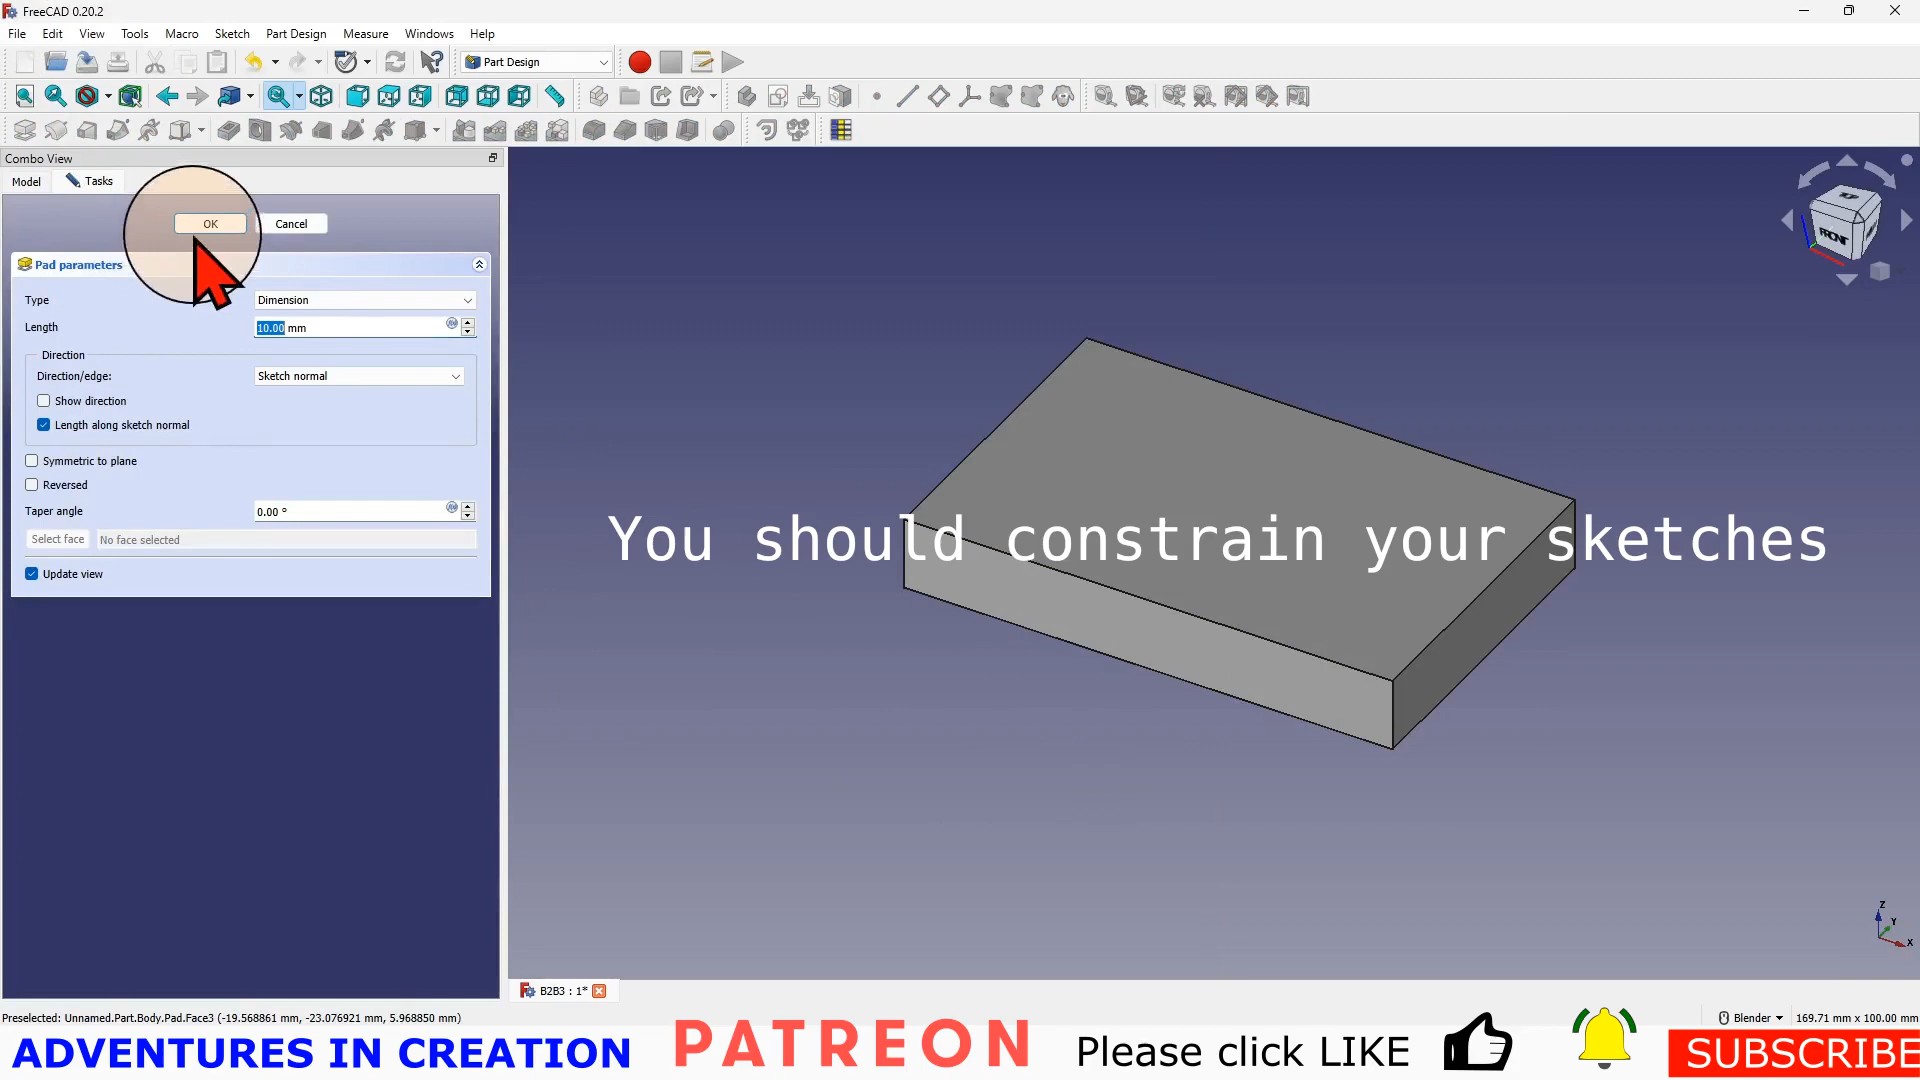 FreeCAD 0.20.2
File Edit View Tools Macro Sketch Part Design Measure Windows Help
Part Design
Combo View
Model Tasks
OK Cancel
Pad parameters
Type Dimension
Length 10.00 mm
Direction
Direction/edge: Sketch normal
Show direction
Length along sketch normal
Symmetric to plane
Reversed
Taper angle 0.00 °
Select face No face selected
Update view
FRONT
You should constrain your sketches
Z
Y
X
B2B3 : 1*
Preselected: Unnamed.Part.Body.Pad.Face3 (-19.568861 mm, -23.076921 mm, 5.968850 mm)
Blender 169.71 mm x 100.00 mm
ADVENTURES IN CREATION PATREON Please click LIKE SUBSCRIBE